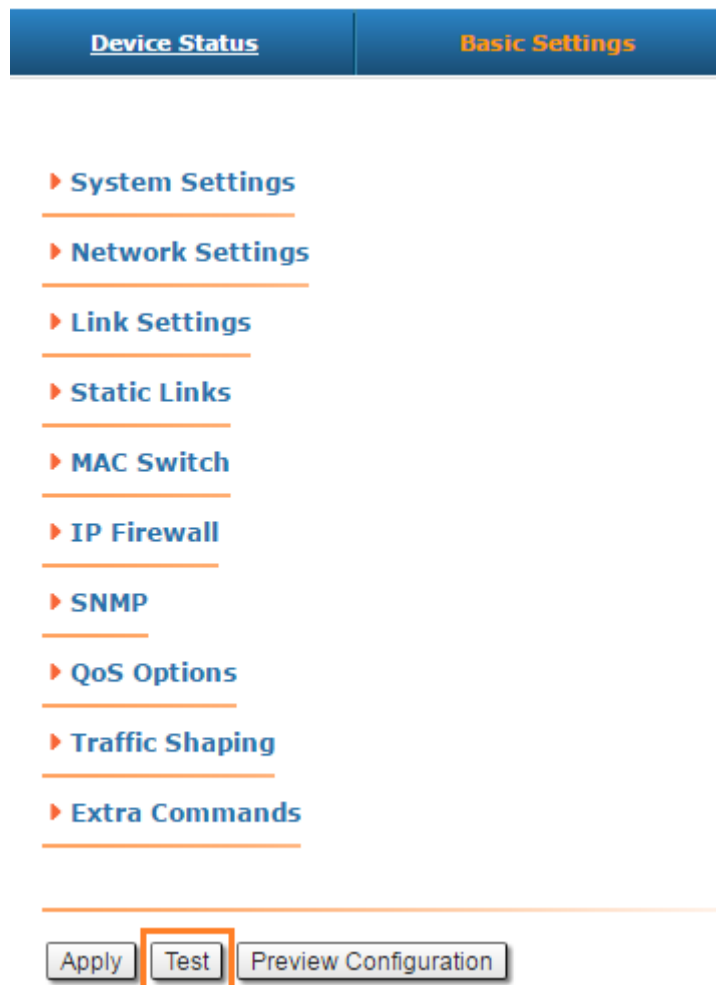 Device Status Basic Settings
System Settings
Network Settings
Link Settings
Static Links
MAC Switch
IP Firewall
SNMP
QoS Options
Traffic Shaping
Extra Commands
Apply Test Preview Configuration